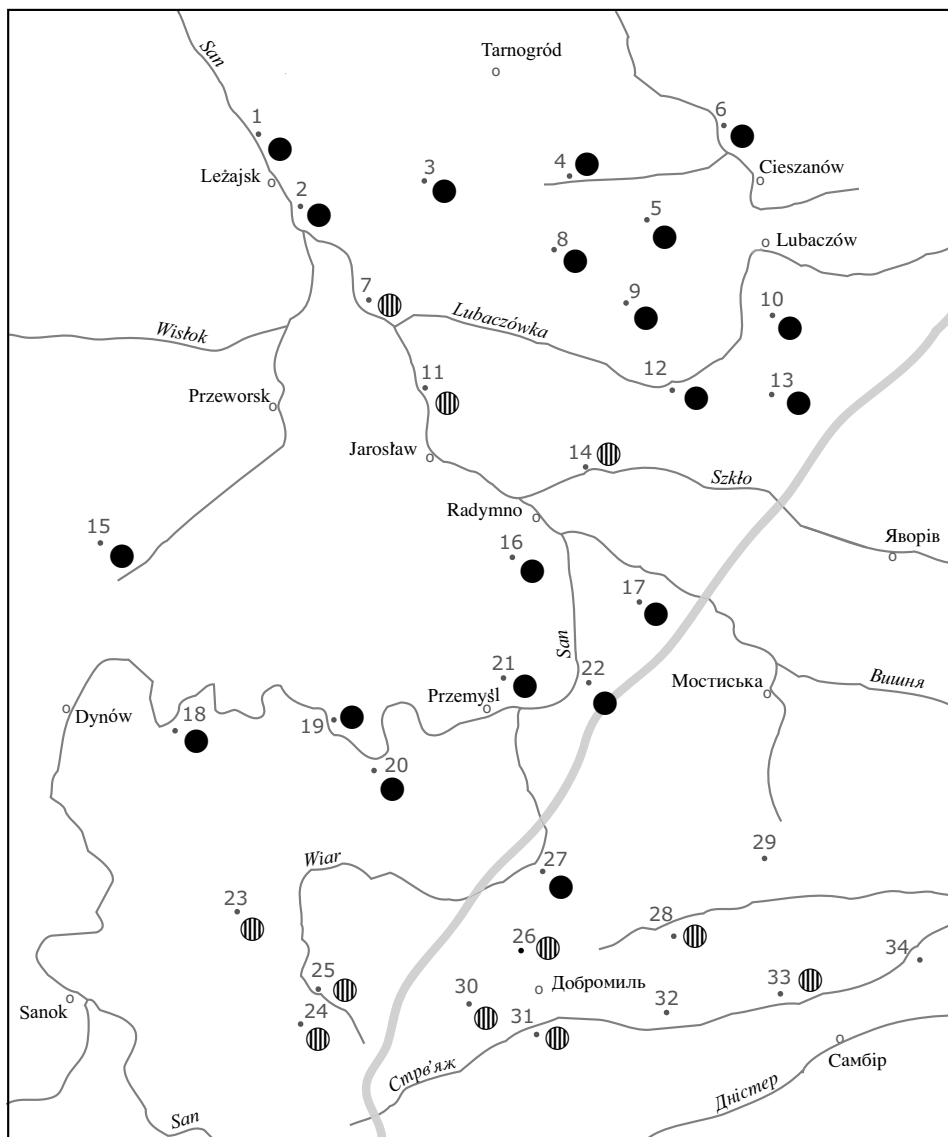 San
Tarnogród
1
6
3
4
Cieszanów
Leżajsk
2
5
8
Lubaczów
7
9
10
Lubaczówka
Wisłok
11
12
13
Przeworsk
Jarosław
14
Szkło
Radymno
15
16
Яворів
17
San
21
22
Мостиська
Вишня
Dynów
18
19
Przemyśl
20
29
Wiar
27
23
26
28
34
25
Добромиль
33
Sanok
24
30
32
31
Самбір
Стрв'яж
Дністер
San